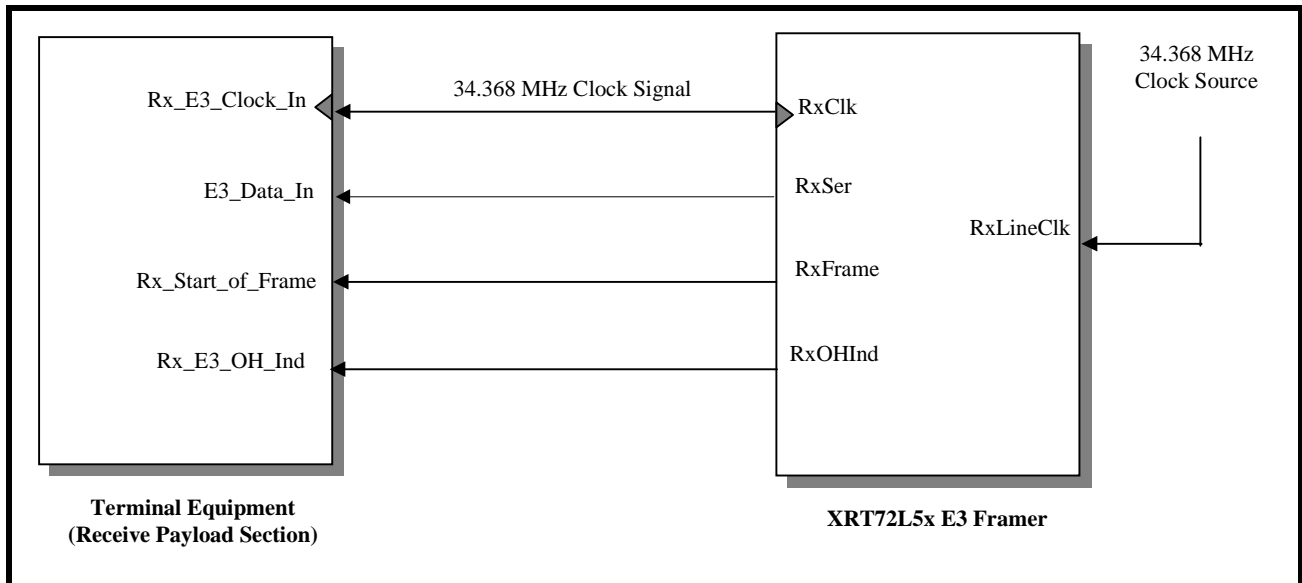 34.368 MHz
Clock Source
Rx_E3_Clock_In
34.368 MHz Clock Signal
RxClk
E3_Data_In
RxSer
RxLineClk
Rx_Start_of_Frame
RxFrame
Rx_E3_OH_Ind
RxOHInd
Terminal Equipment
(Receive Payload Section)
XRT72L5x E3 Framer